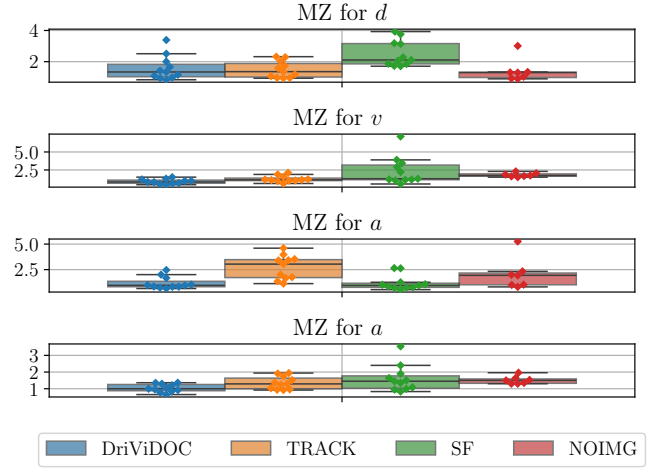 MZ for d
4
2
MZ for v
5.0
2.5
MZ for a
5.0
2.5
MZ for a
3
2
1
DriViDOC TRACK SF NOIMG